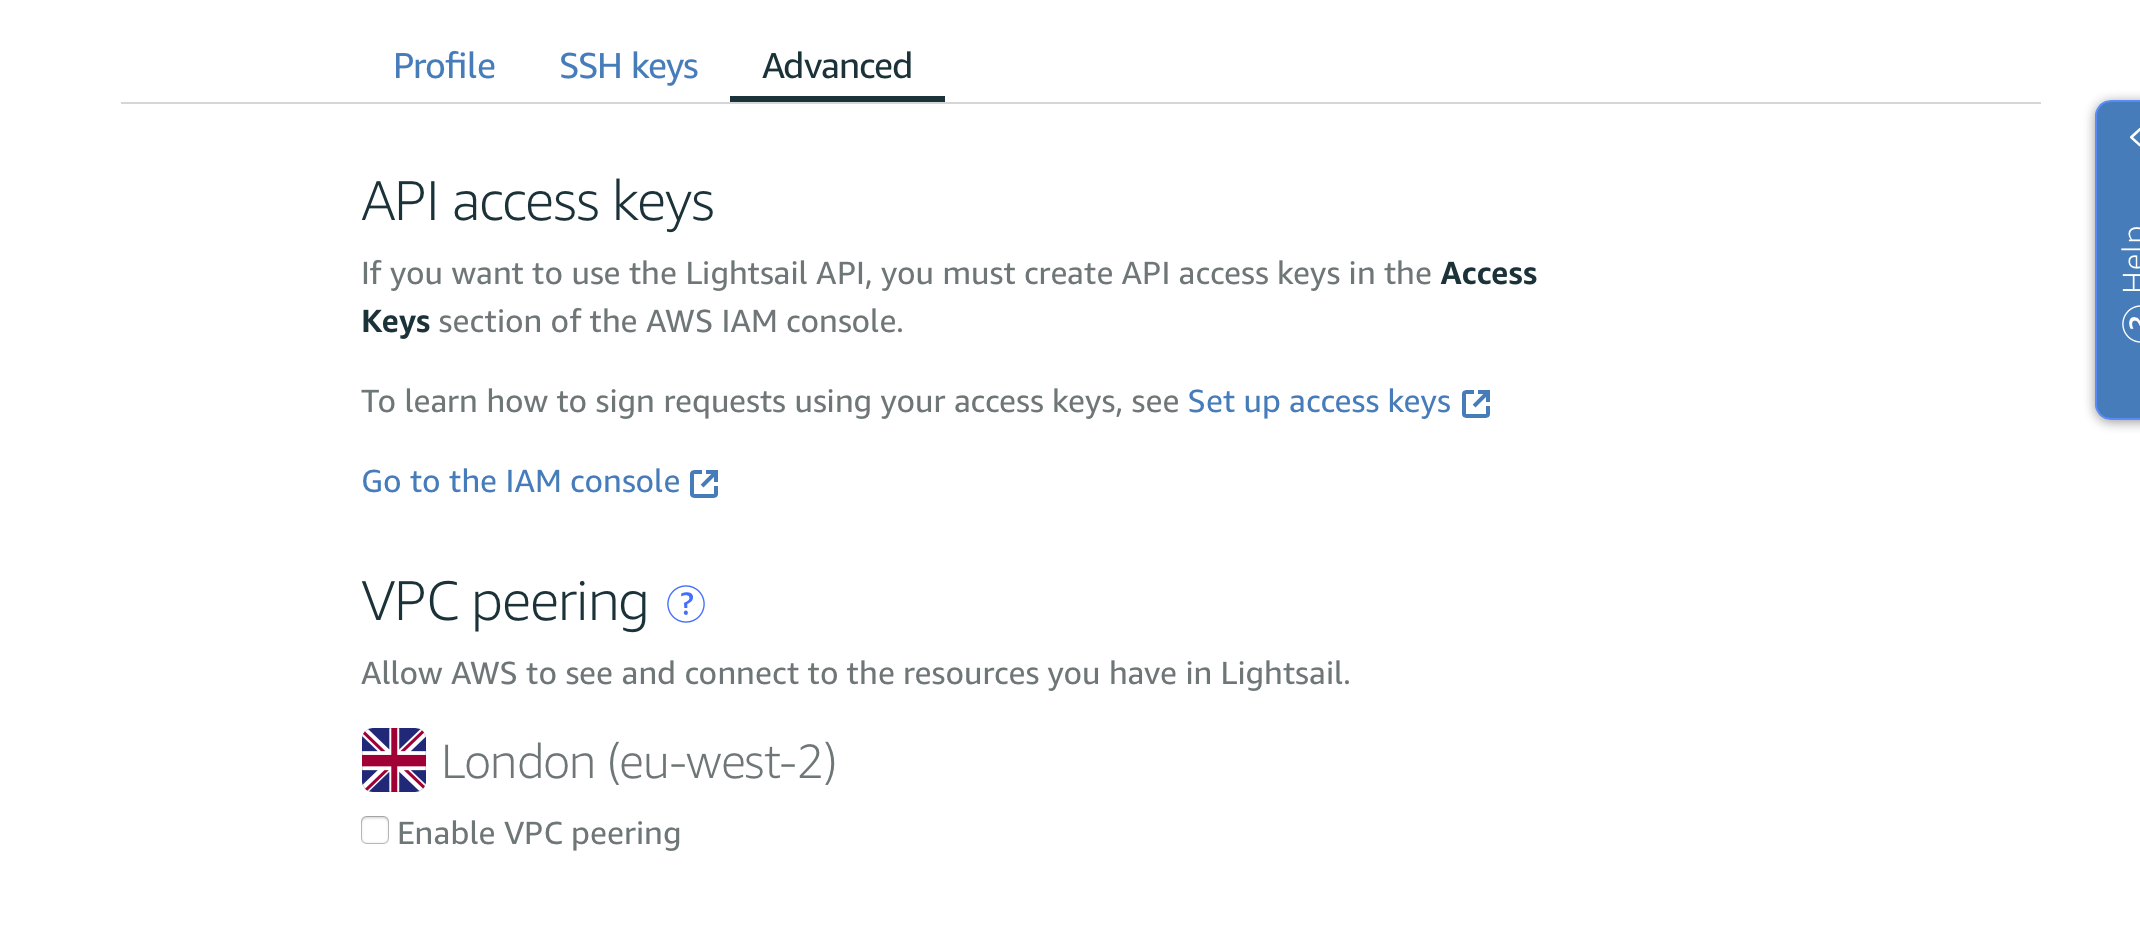 Profile SSH keys Advanced
API access keys
If you want to use the Lightsail API, you must create API access keys in the Access
Keys section of the AWS IAM console.
To learn how to sign requests using your access keys, see Set up access keys
Go to the IAM console
VPC peering ?
Allow AWS to see and connect to the resources you have in Lightsail.
London (eu-west-2)
Enable VPC peering
? Help